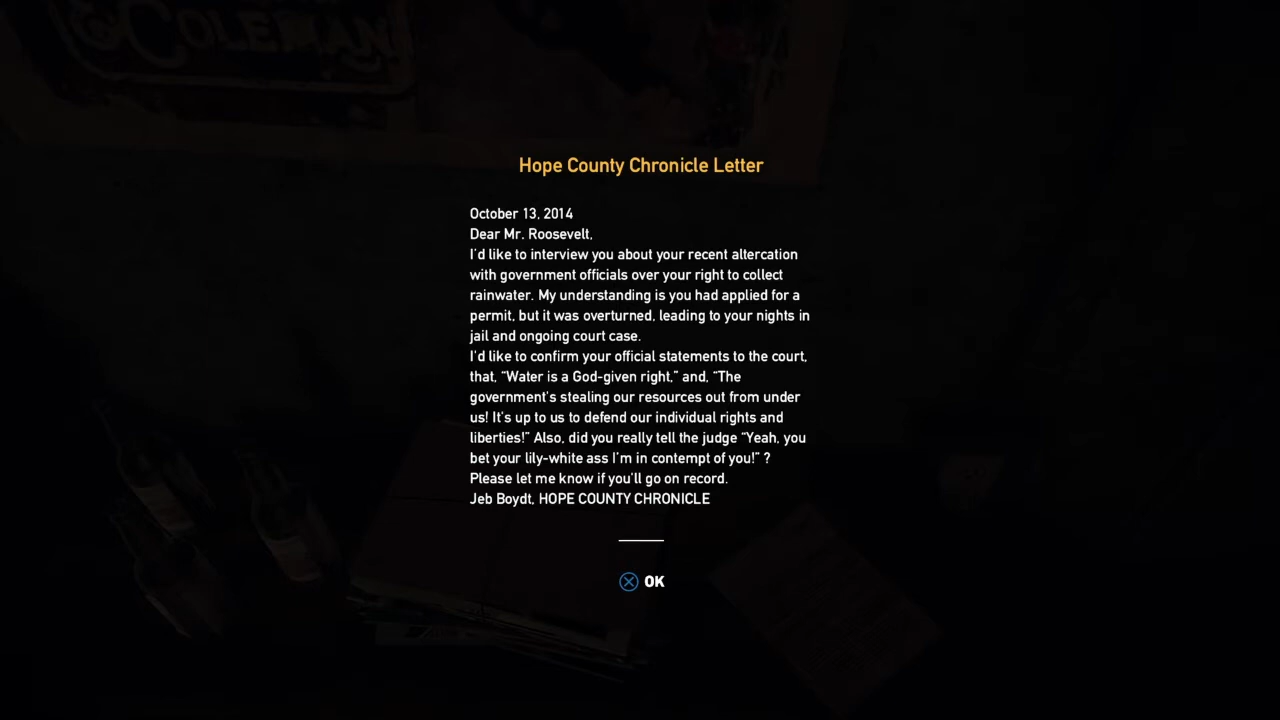 & COLEMAN
Hope County Chronicle Letter
October 13, 2014
Dear Mr. Roosevelt,
I'd like to interview you about your recent altercation
with government officials over your right to collect
rainwater. My understanding is you had applied for a
permit, but it was overturned, leading to your nights in
jail and ongoing court case.
I'd like to confirm your official statements to the court,
that, “Water is a God-given right,” and, “The
government's stealing our resources out from under
us! It's up to us to defend our individual rights and
liberties!” Also, did you really tell the judge “Yeah, you
bet your lily-white ass I'm in contempt of you!” ?
Please let me know if you'll go on record.
Jeb Boydt, HOPE COUNTY CHRONICLE
OK